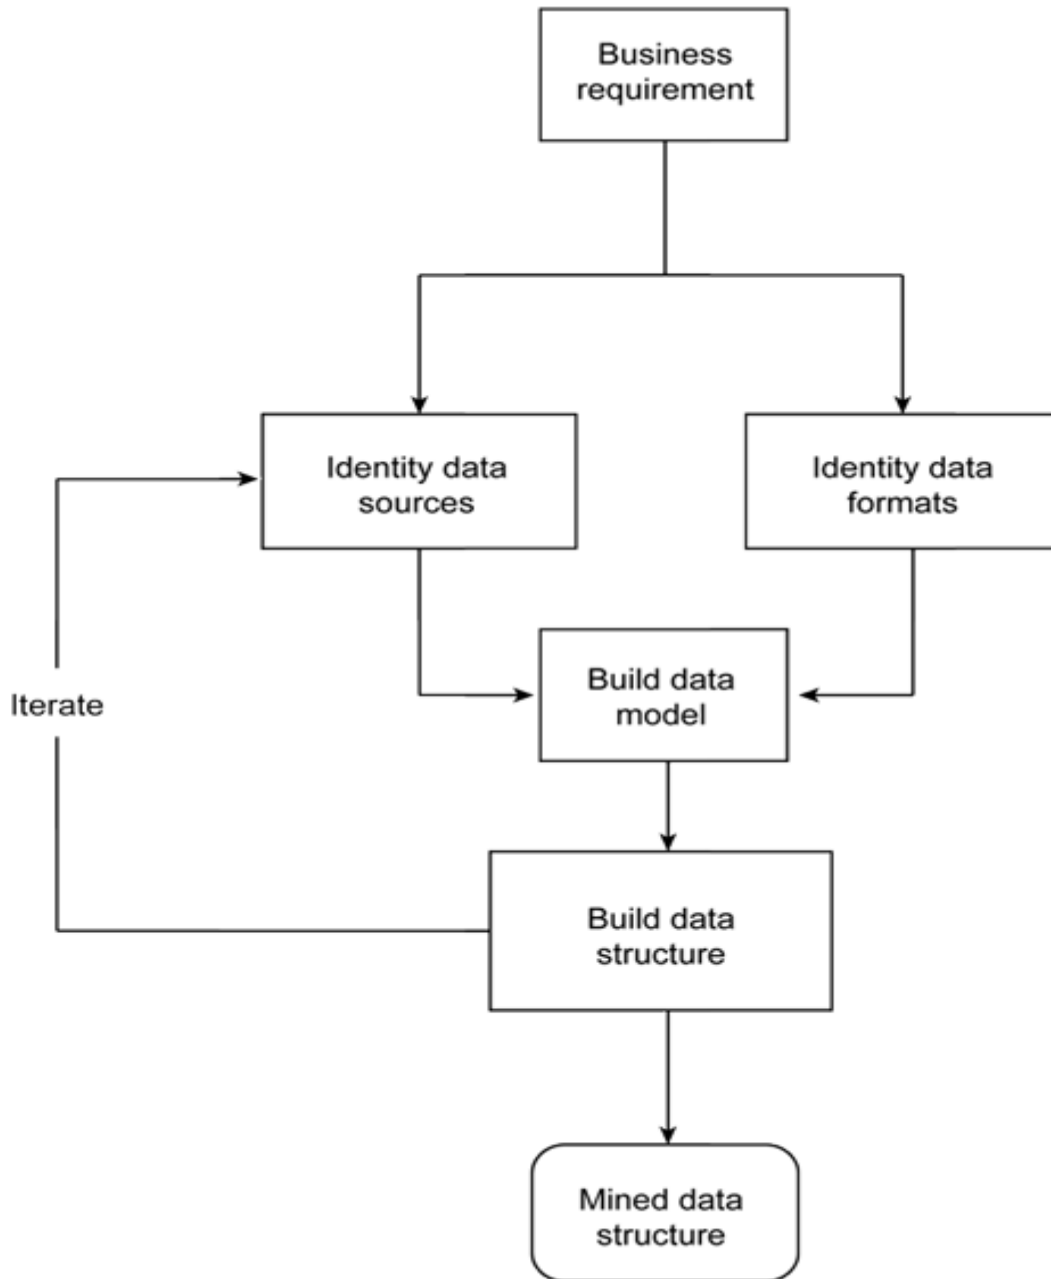 Business
requirement
Identity data
sources
Identity data
formats
Build data
model
Iterate
Build data
structure
Mined data
structure